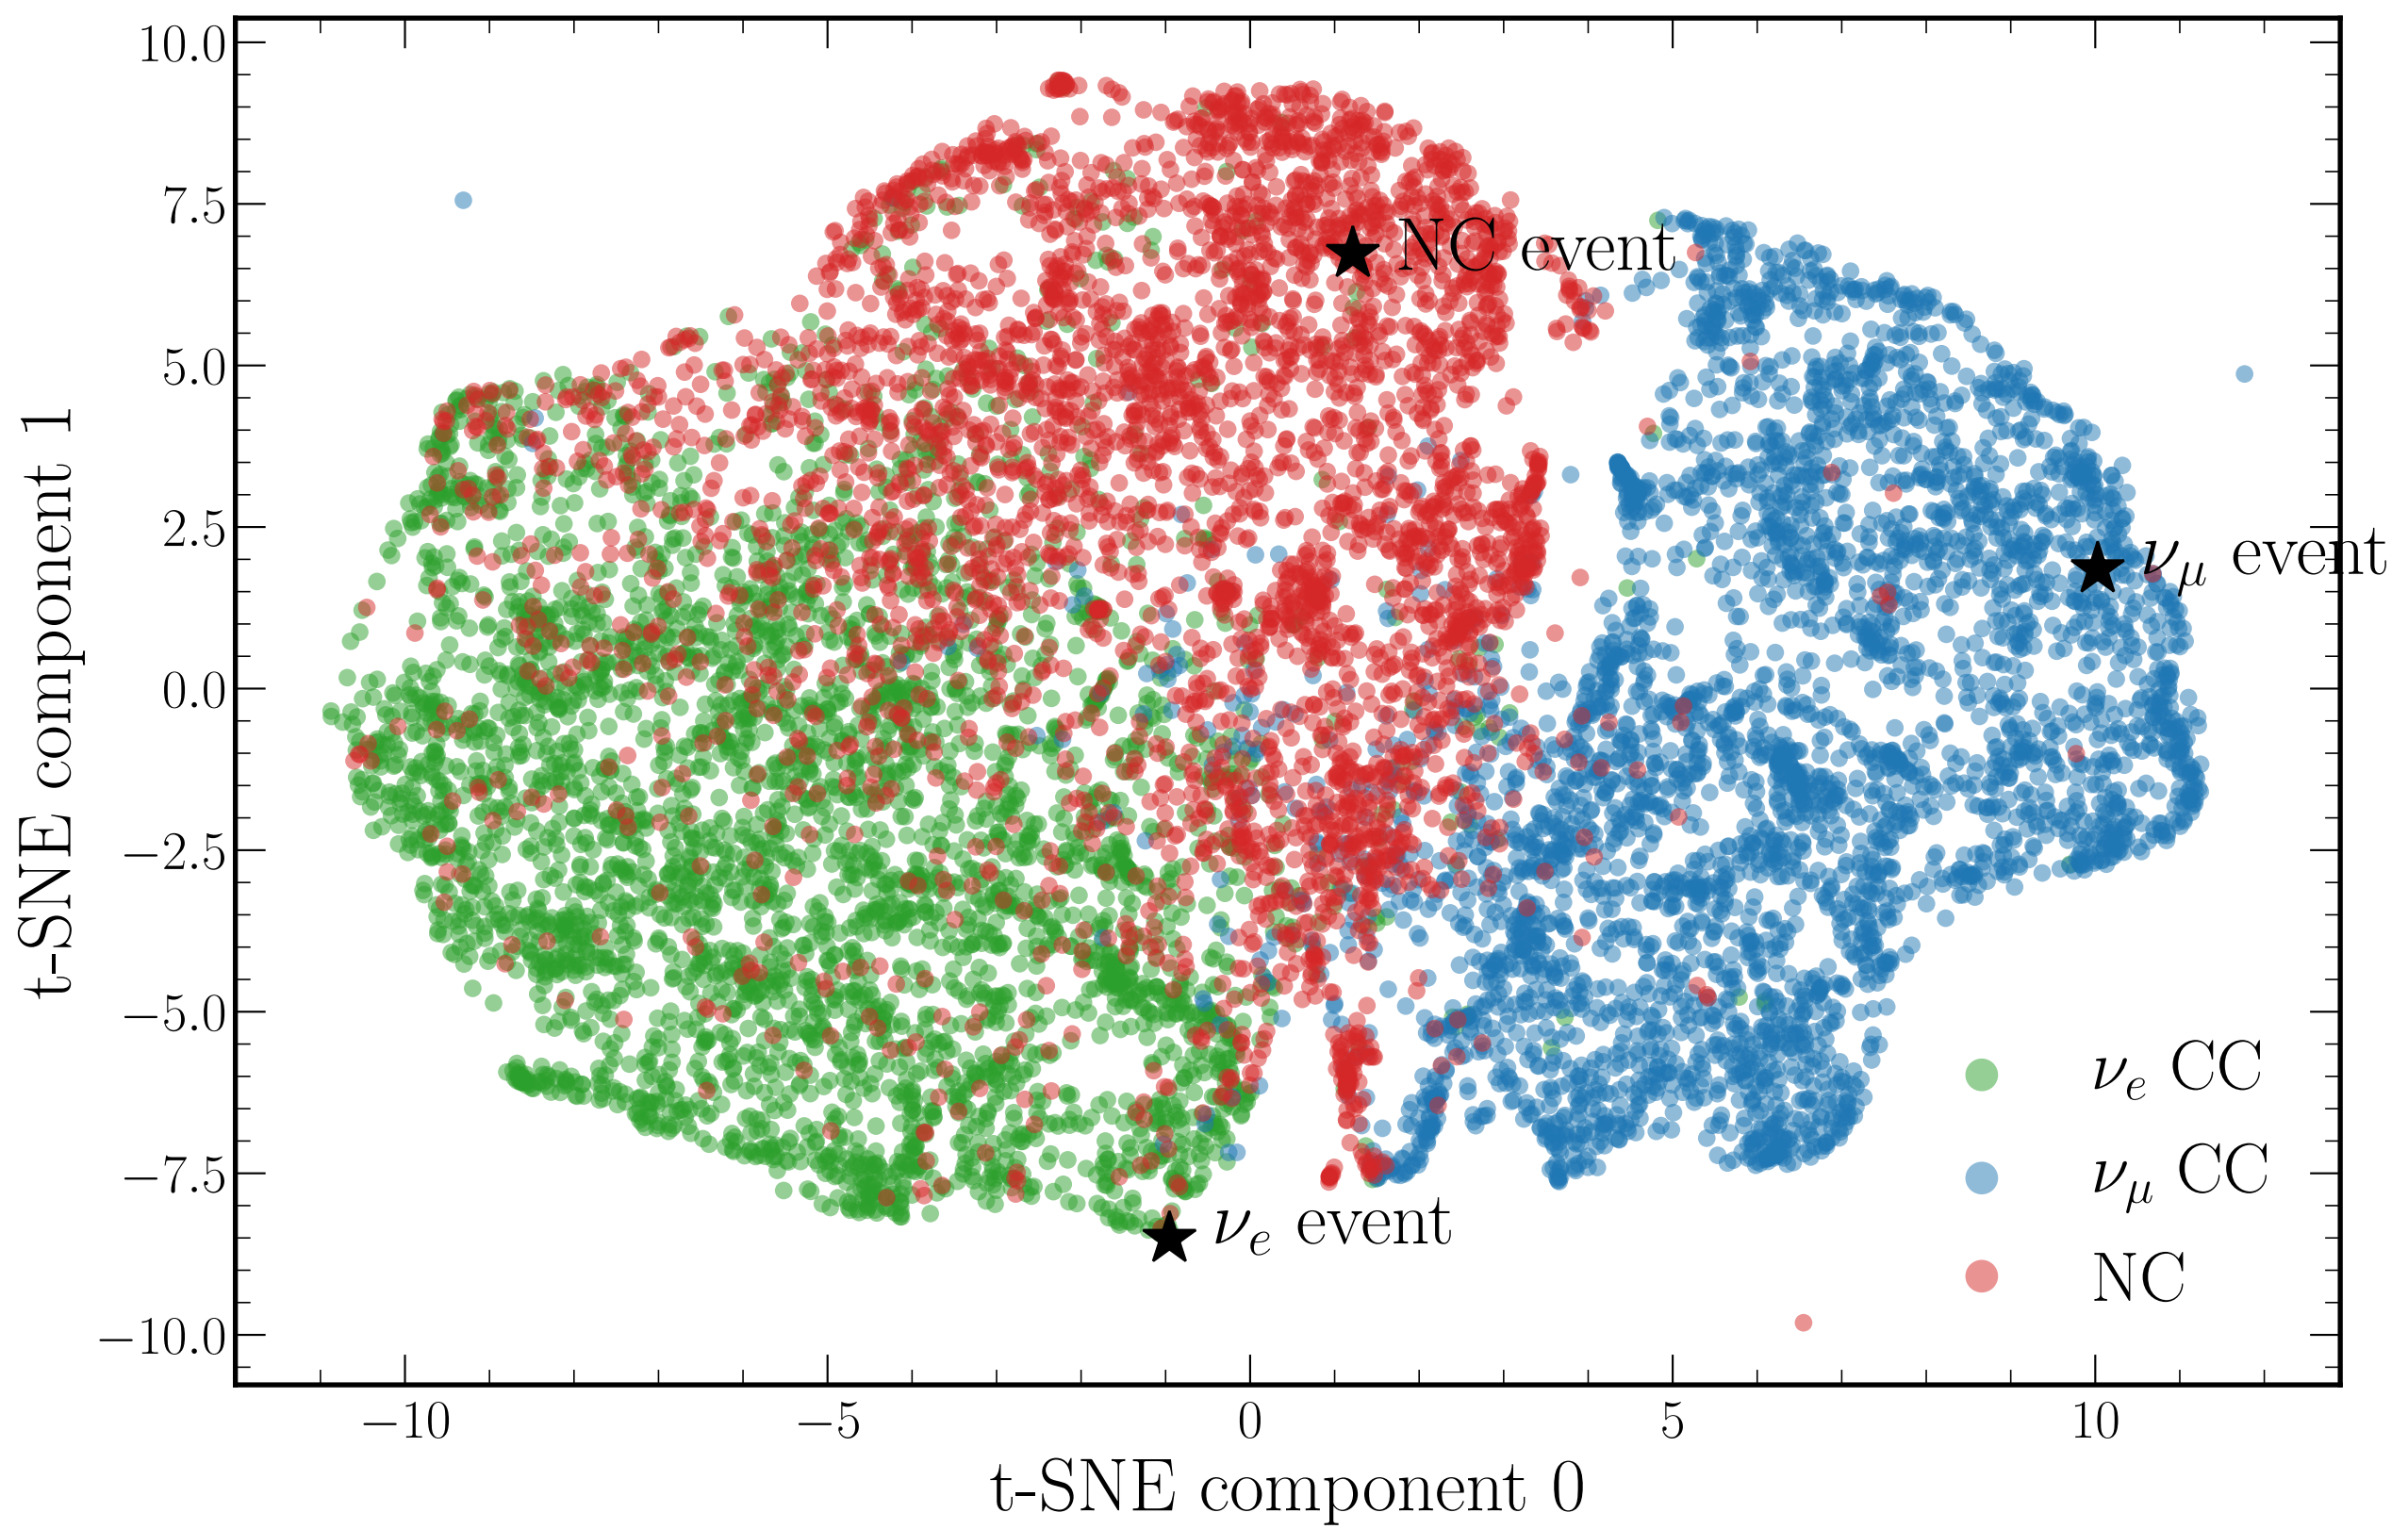 10.0
7.5
5.0
2.5
0.0
−2.5
−5.0
−7.5
−10.0
t-SNE component 1
NC event
νμ event
νe event
νe CC
νμ CC
NC
−10
−5
0
5
10
t-SNE component 0